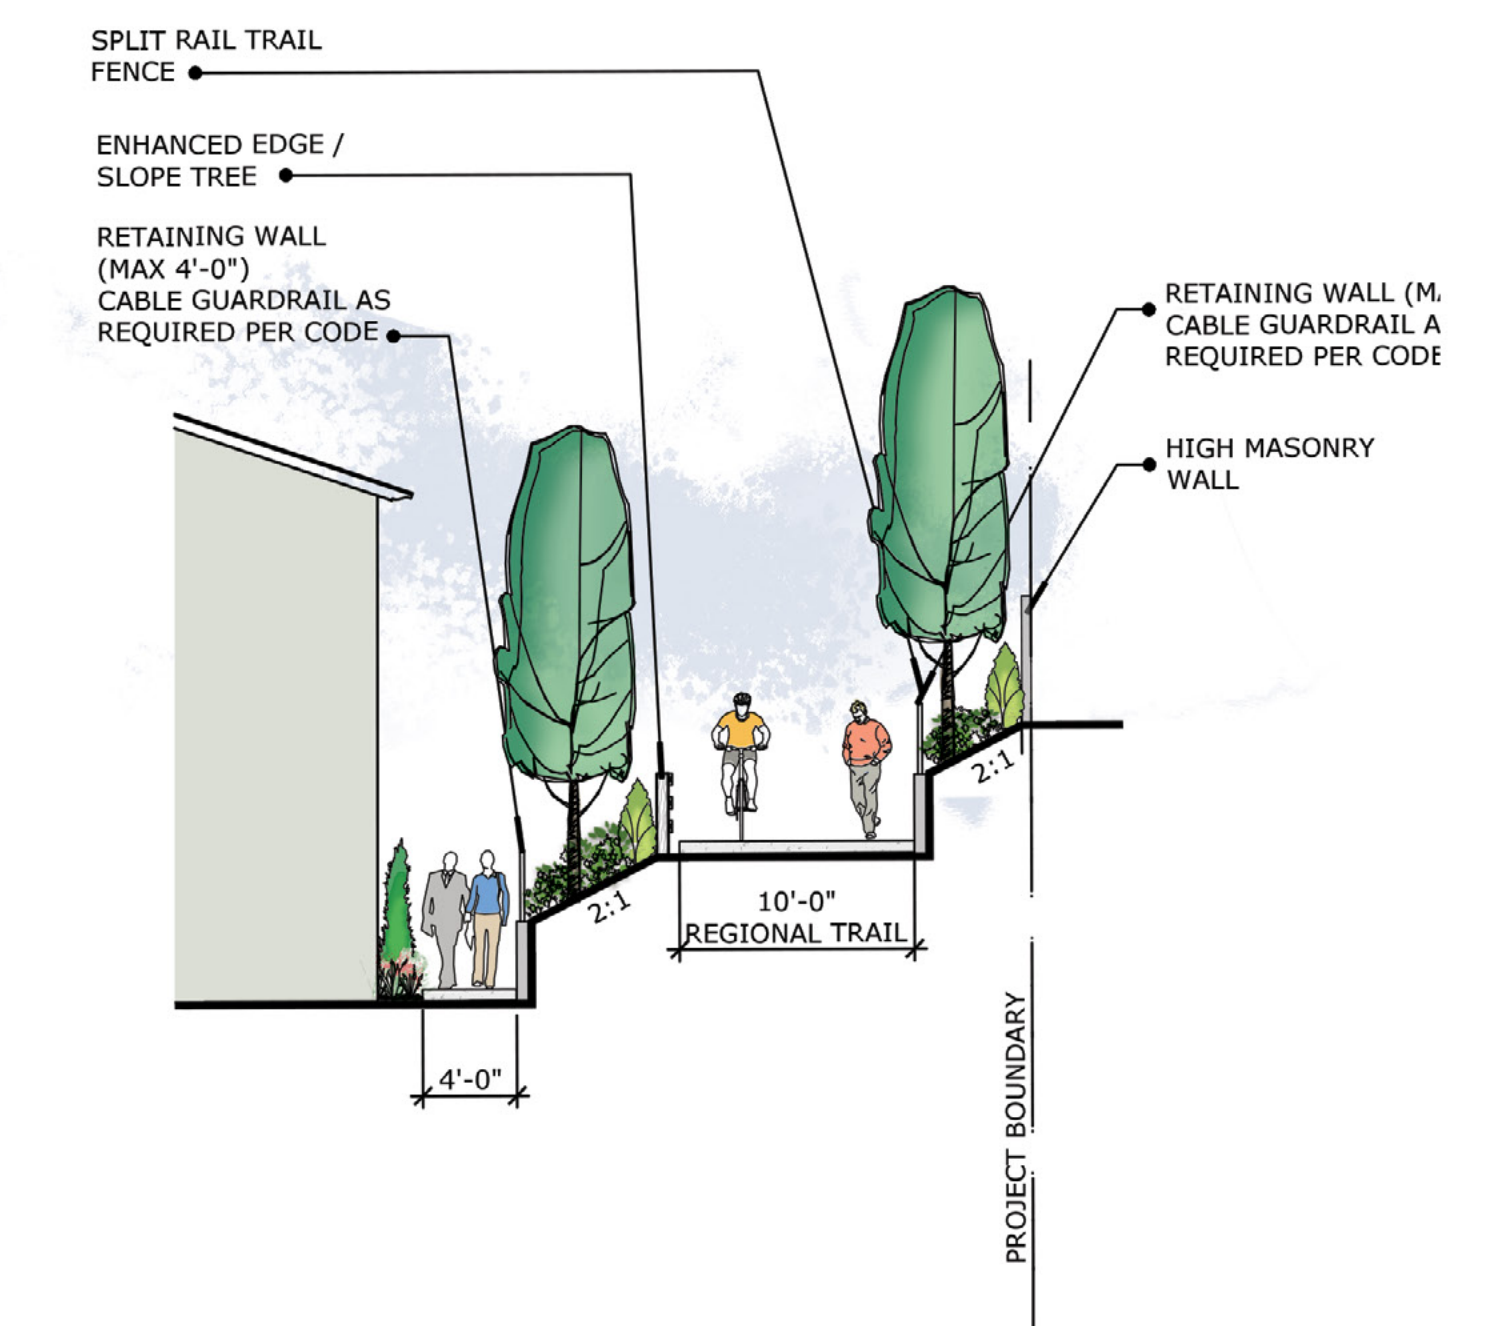 SPLIT RAIL TRAIL
FENCE
ENHANCED EDGE /
SLOPE TREE
RETAINING WALL
(MAX 4'-0")
CABLE GUARDRAIL AS
REQUIRED PER CODE
RETAINING WALL
CABLE GUARDRAIL A
REQUIRED PER CODE
HIGH MASONRY
WALL
2:1
2:1
10'-0"
REGIONAL TRAIL
4'-0"
PROJECT BOUNDARY